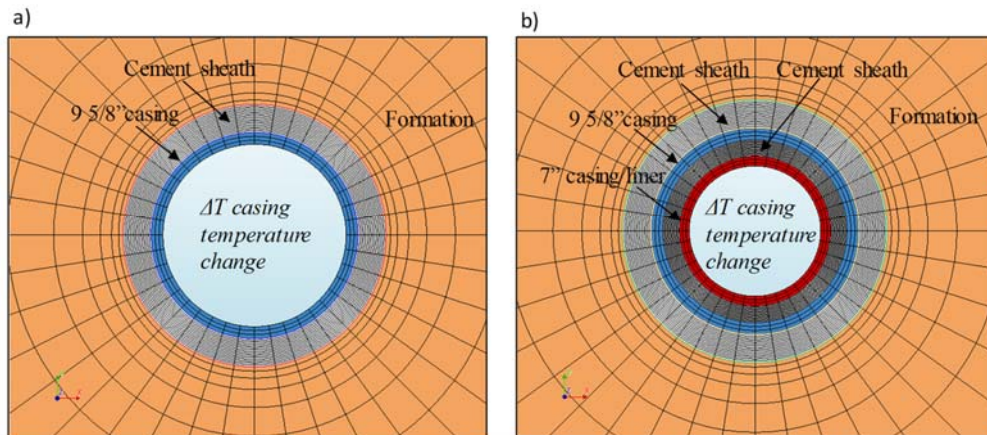 a)
Cement sheath
9 5/8”casing
Formation
ΔT casing
temperature
change
b)
Cement sheath
Cement sheath
9 5/8”casing
Formation
7” casing/liner
ΔT casing
temperature
change